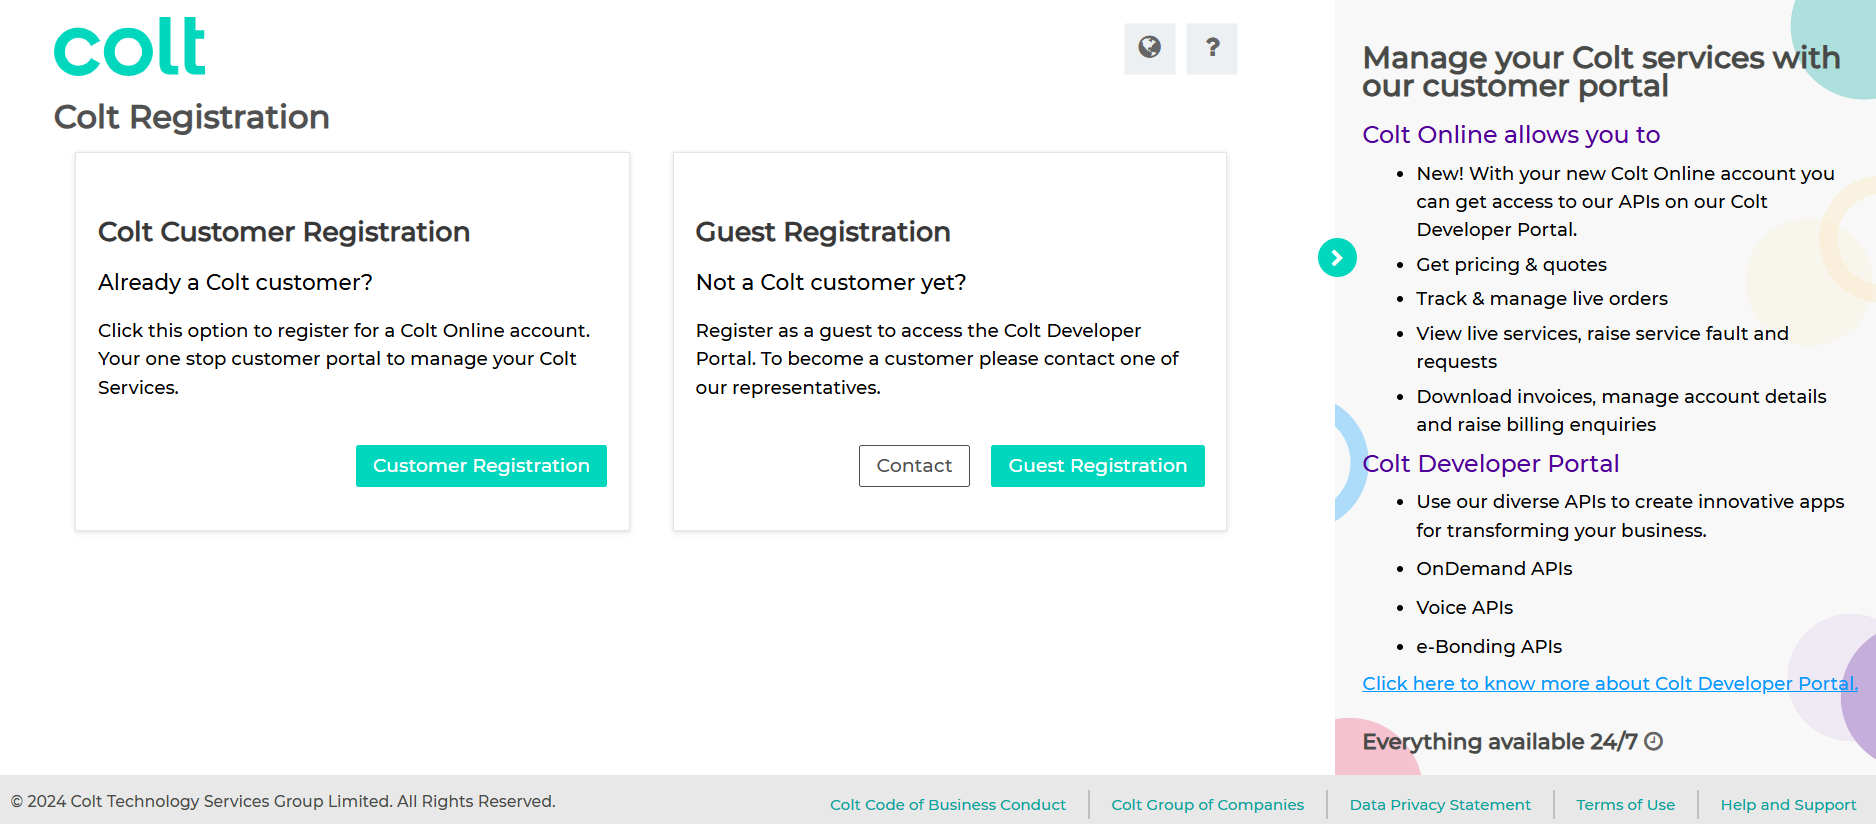 colt
?
Colt Registration
Colt Customer Registration
Already a Colt customer?
Click this option to register for a Colt Online account.
Your one stop customer portal to manage your Colt
Services.
Customer Registration
Guest Registration
Not a Colt customer yet?
Register as a guest to access the Colt Developer
Portal. To become a customer please contact one of
our representatives.
Contact
Guest Registration
Manage your Colt services with
our customer portal
Colt Online allows you to
• New! With your new Colt Online account you
can get access to our APIs on our Colt
Developer Portal.
• Get pricing & quotes
• Track & manage live orders
• View live services, raise service fault and
requests
• Download invoices, manage account details
and raise billing enquiries
Colt Developer Portal
• Use our diverse APIs to create innovative apps
for transforming your business.
• OnDemand APIs
• Voice APIs
• e-Bonding APIs
Click here to know more about Colt Developer Portal.
Everything available 24/7
© 2024 Colt Technology Services Group Limited. All Rights Reserved.
Colt Code of Business Conduct
Colt Group of Companies
Data Privacy Statement
Terms of Use
Help and Support